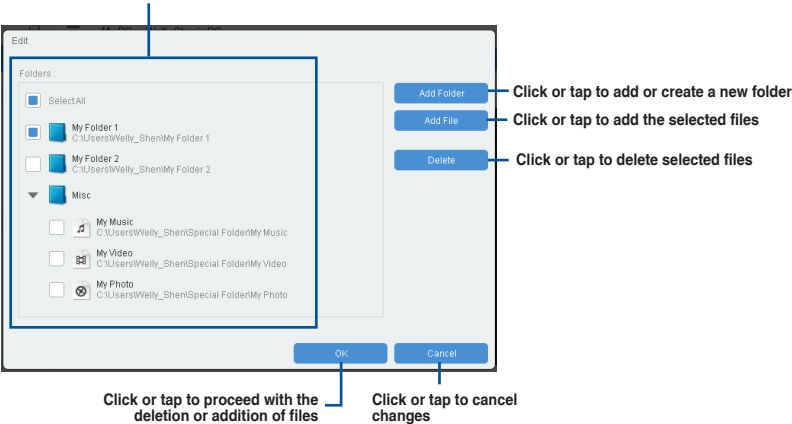 Edit
Folders :
SelectAll
My Folder 1
C:\Users\Welly_Shen\My Folder 1
My Folder 2
C:\Users\Welly_Shen\My Folder 2
Misc
My Music
C:\Users\Welly_Shen\Special Folder\My Music
My Video
C:\Users\Welly_Shen\Special Folder\My Video
My Photo
C:\Users\Welly_Shen\Special Folder\My Photo
Add Folder
Click or tap to add or create a new folder
Add File
Click or tap to add the selected files
Delete
Click or tap to delete selected files
OK
Cancel
Click or tap to proceed with the
deletion or addition of files
Click or tap to cancel
changes